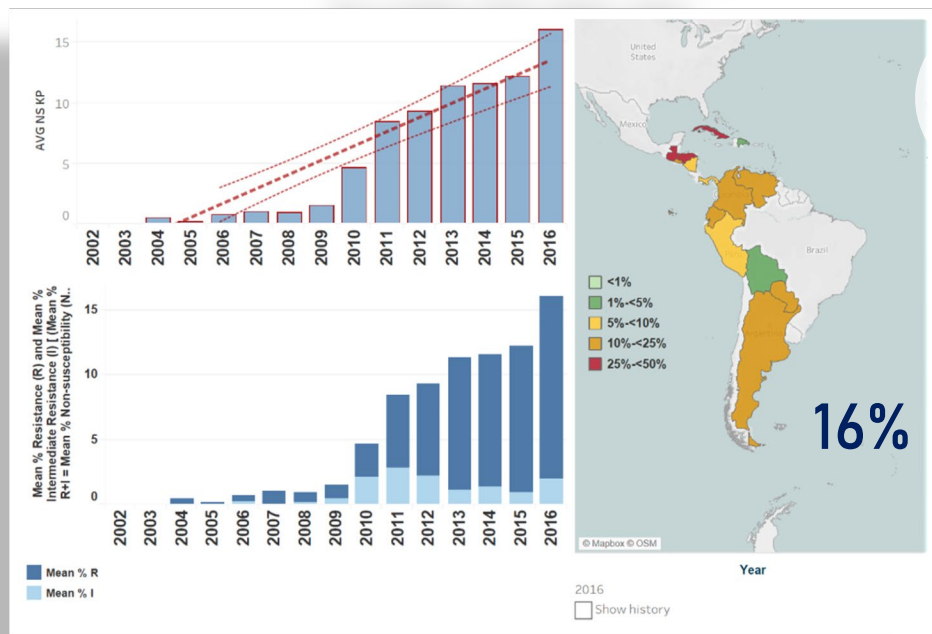 15
10
5
0
AVG NS KP
2002 2003 2004 2005 2006 2007 2008 2009 2010 2011 2012 2013 2014 2015 2016
Mean % Resistance (R) and Mean %
Intermediate Resistance (I) [ (Mean %
R+I = Mean % Non-susceptibility (N..
15
10
5
0
2002 2003 2004 2005 2006 2007 2008 2009 2010 2011 2012 2013 2014 2015 2016
Mean % R
Mean % I
United
States
Mexico
Brazil
<1%
1%-<5%
5%-<10%
10%-<25%
25%-<50%
16%
© Mapbox © OSM
Year
2016
Show history